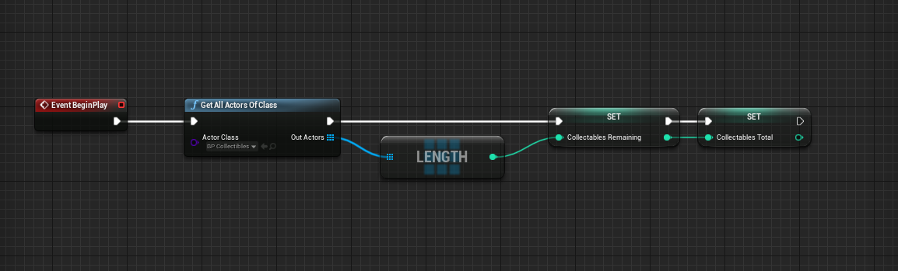 Event BeginPlay
f Get All Actors Of Class
Actor Class
BP Collectibles
Out Actors
LENGTH
SET
Collectables Remaining
SET
Collectables Total